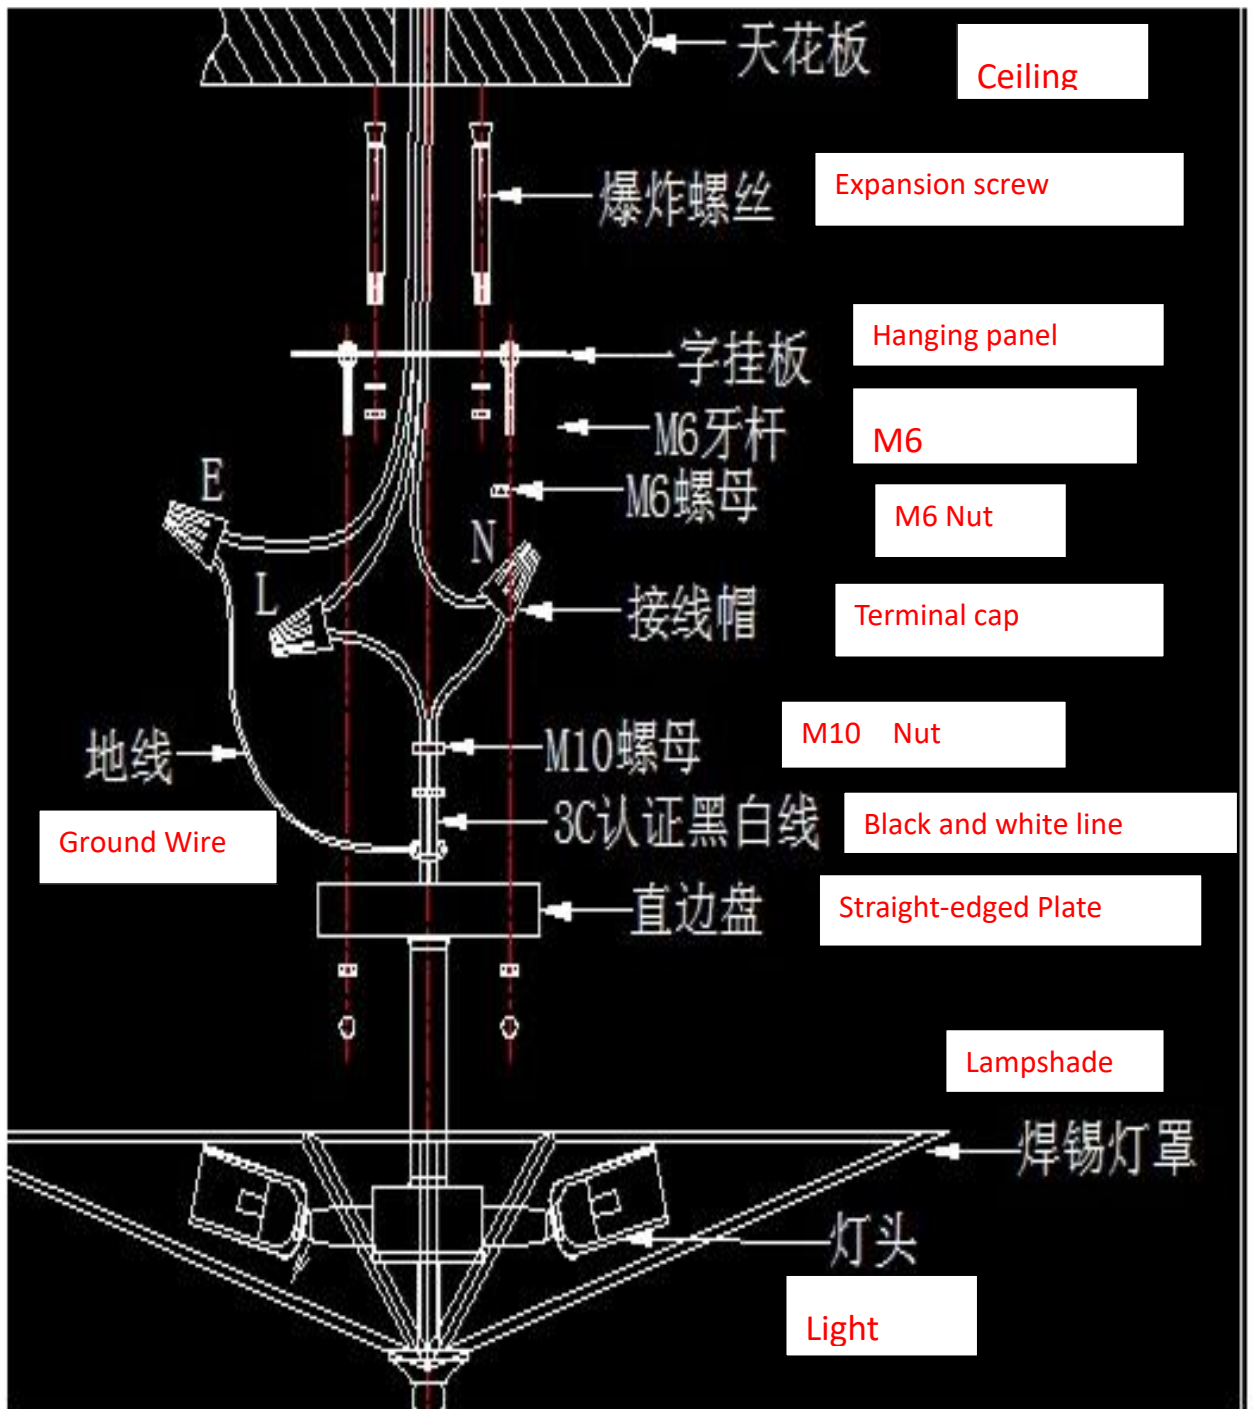 天花板
Ceiling
爆炸螺丝
Expansion screw
字挂板
Hanging panel
M6牙杆
M6
E
M6螺母
M6 Nut
N
L
接线帽
Terminal cap
地线
M10螺母
M10 Nut
Ground Wire
3C认证黑白线
Black and white line
直边盘
Straight-edged Plate
Lampshade
焊锡灯罩
灯头
Light